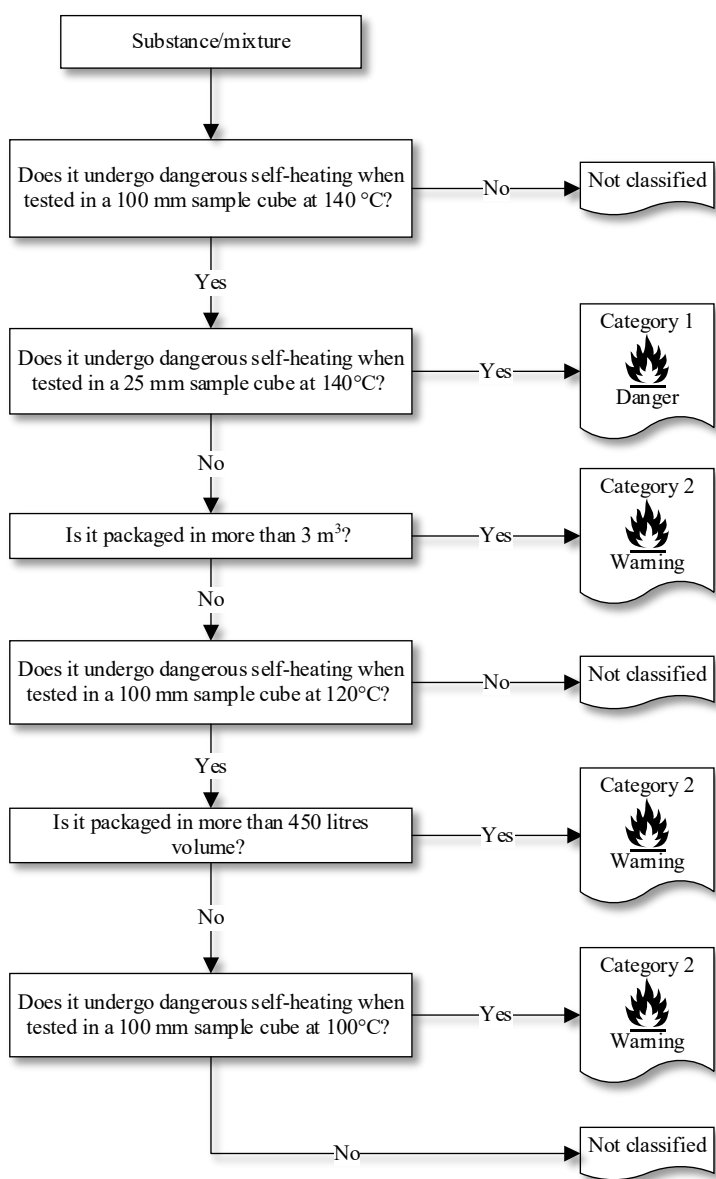 Substance/mixture
Does it undergo dangerous self-heating when
tested in a 100 mm sample cube at 140 °C?
No
Not classified
Yes
Does it undergo dangerous self-heating when
tested in a 25 mm sample cube at 140°C?
Yes
Category 1
Danger
No
Is it packaged in more than 3 m³?
Yes
Category 2
Warning
No
Does it undergo dangerous self-heating when
tested in a 100 mm sample cube at 120°C?
No
Not classified
Yes
Is it packaged in more than 450 litres
volume?
Yes
Category 2
Warning
No
Does it undergo dangerous self-heating when
tested in a 100 mm sample cube at 100°C?
Yes
Category 2
Warning
No
Not classified